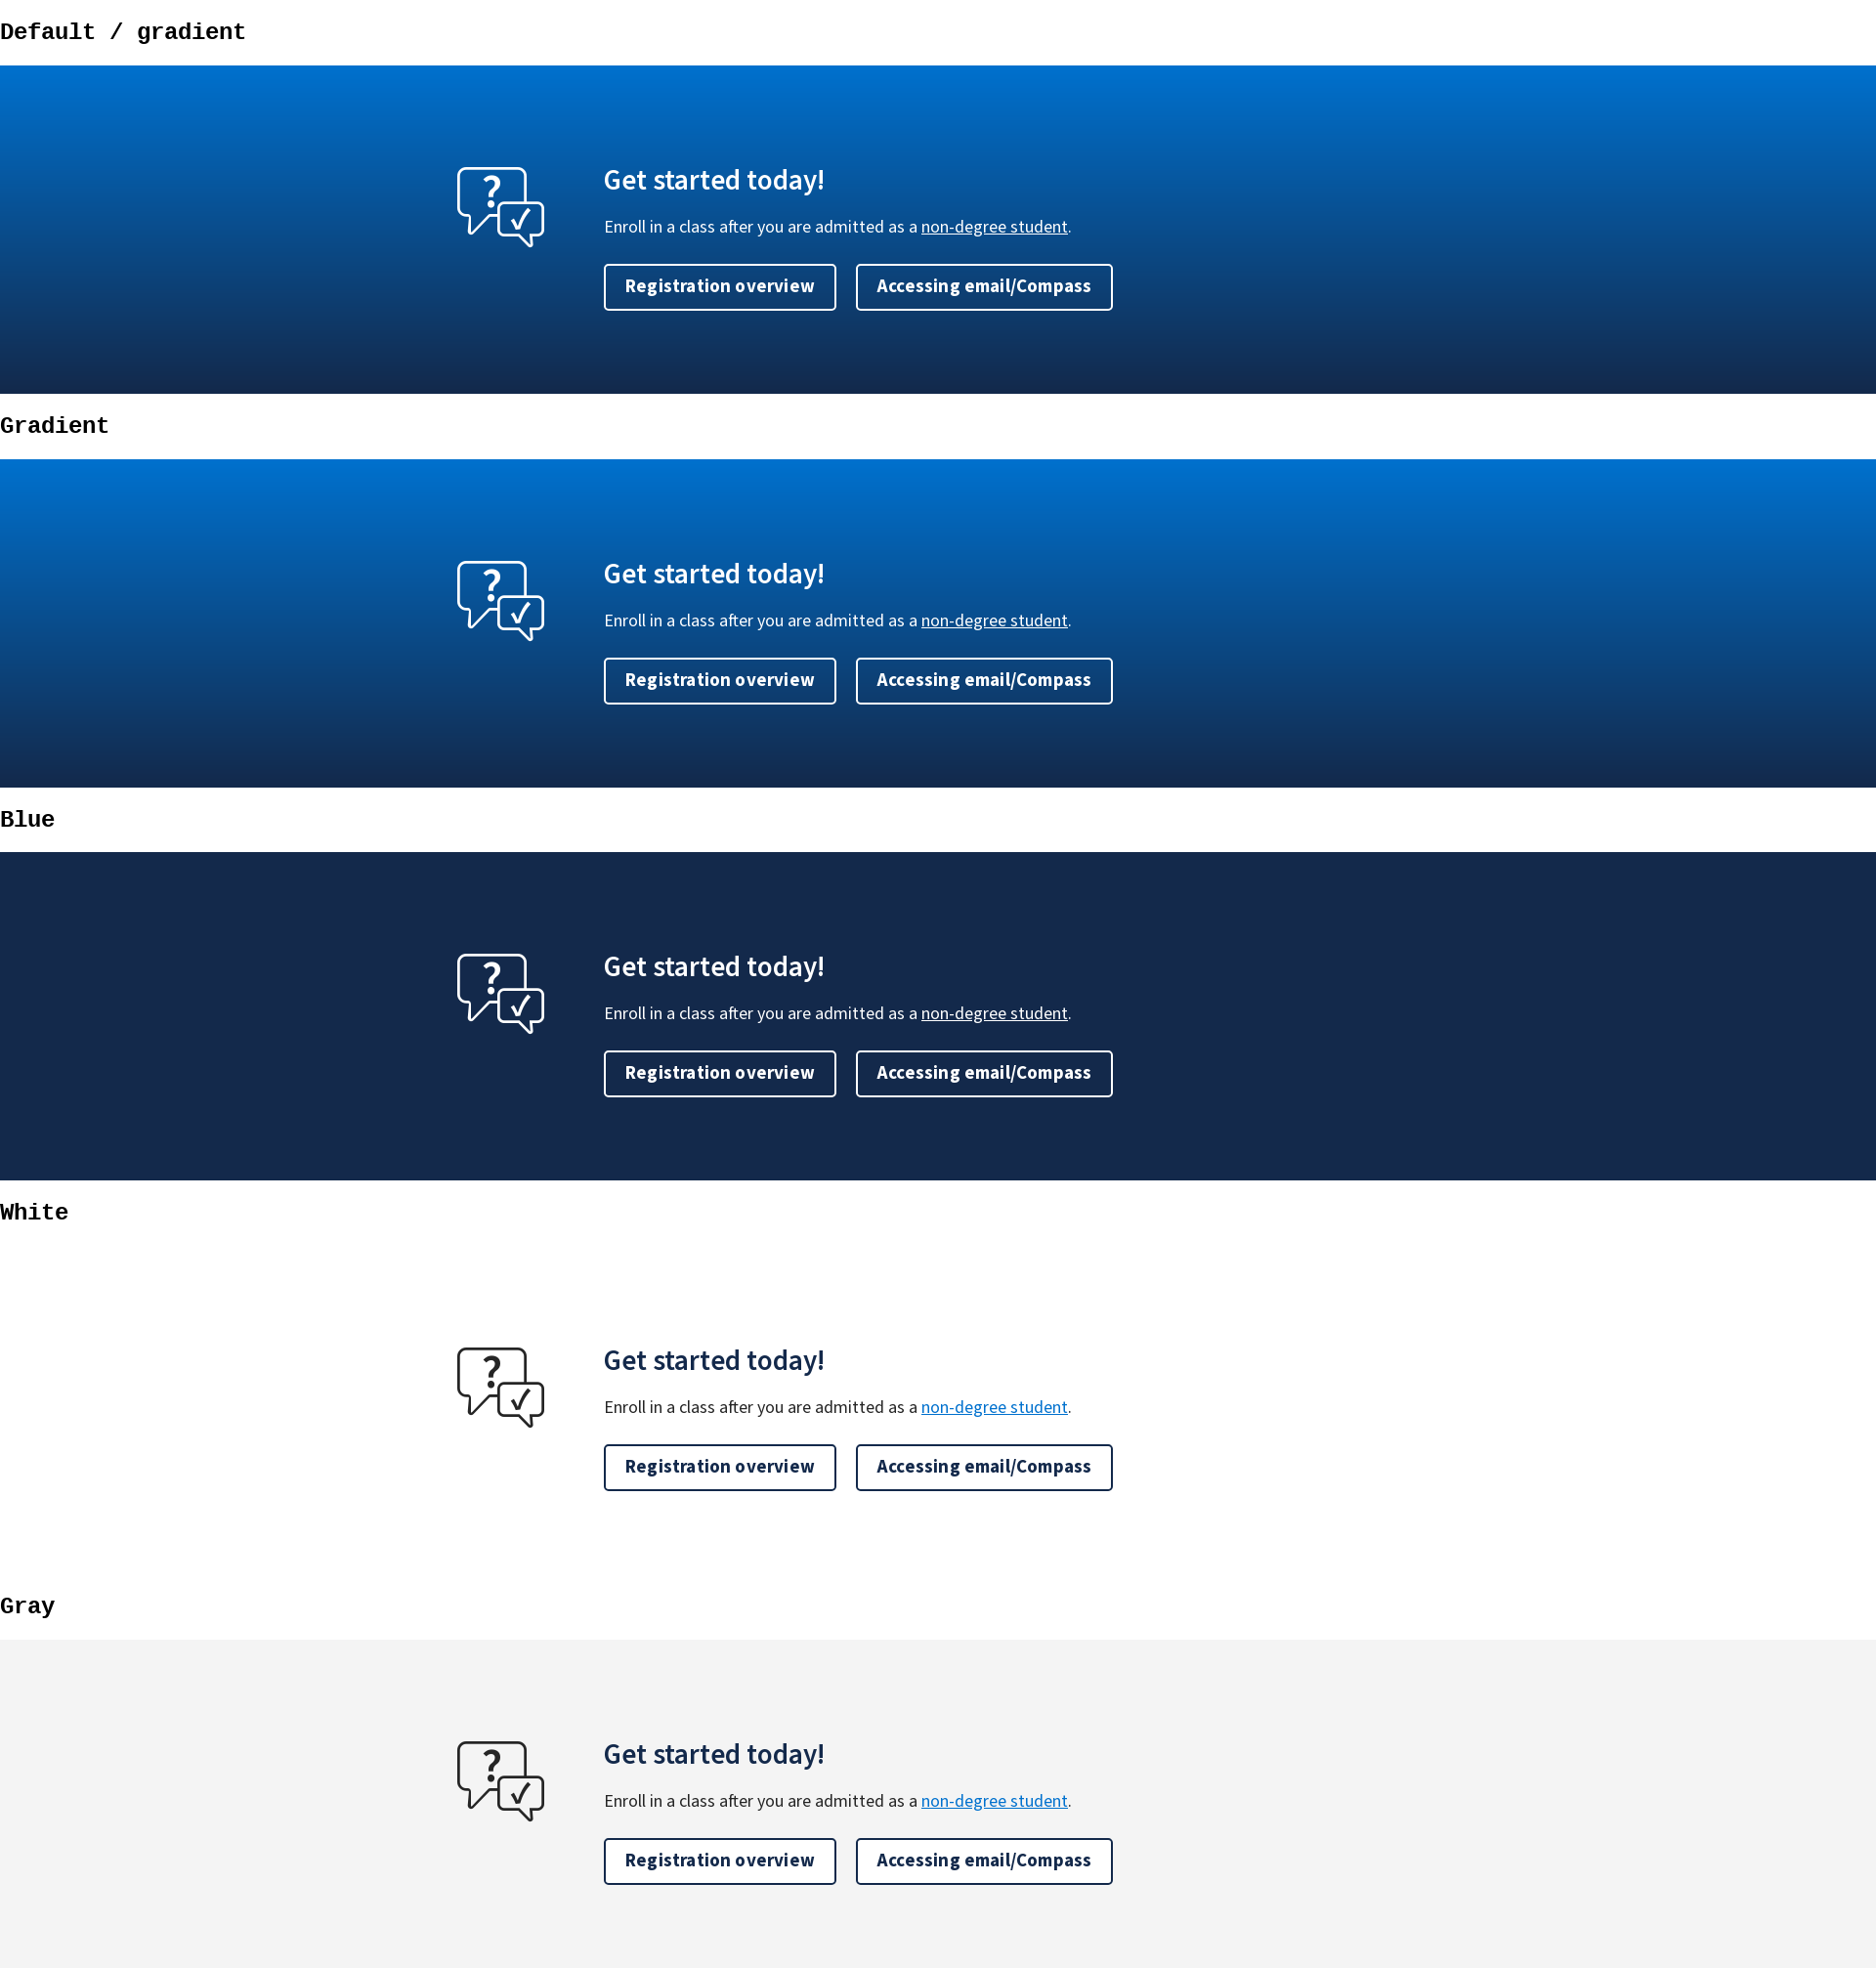 Default / gradient
Get started today!
Enroll in a class after you are admitted as a non-degree student.
Registration overview Accessing email/Compass
Gradient
Get started today!
Enroll in a class after you are admitted as a non-degree student.
Registration overview Accessing email/Compass
Blue
Get started today!
Enroll in a class after you are admitted as a non-degree student.
Registration overview Accessing email/Compass
White
Get started today!
Enroll in a class after you are admitted as a non-degree student.
Registration overview Accessing email/Compass
Gray
Get started today!
Enroll in a class after you are admitted as a non-degree student.
Registration overview Accessing email/Compass